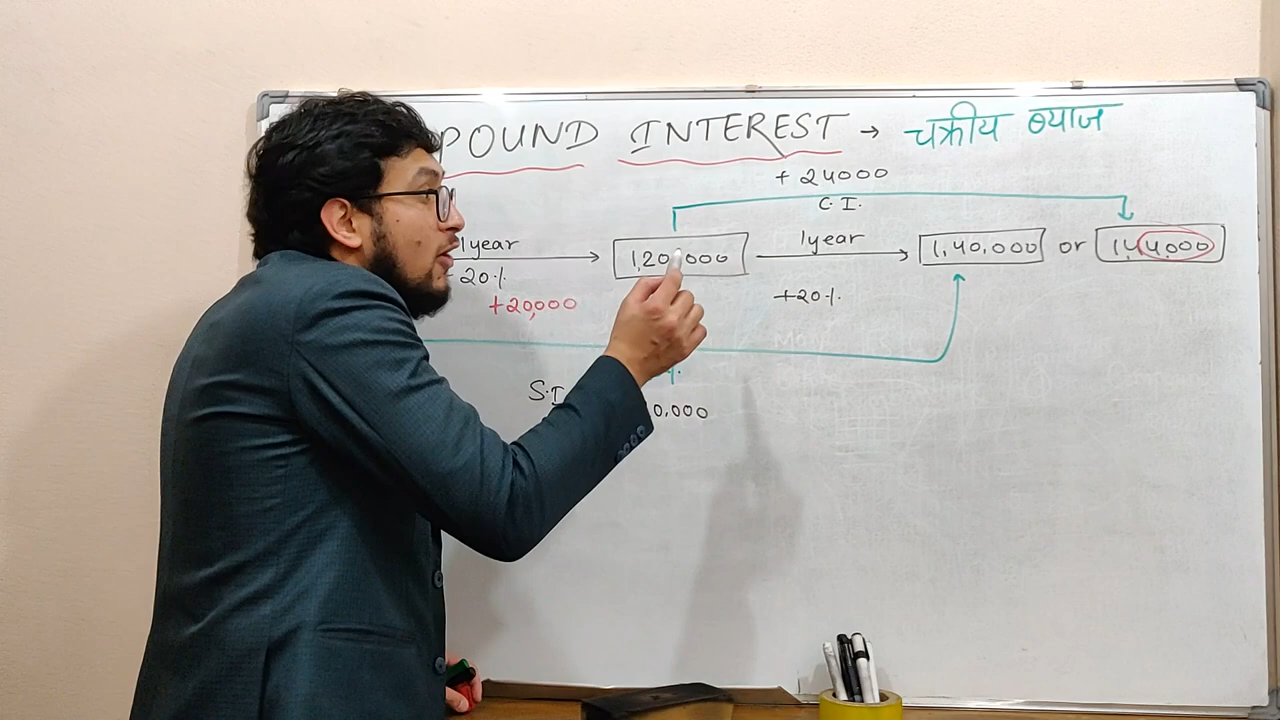 POUND INTEREST → चक्रीय ब्याज
+ 24000
C.I.
1year 1,20,000 1year 1,40,000 or 1,44,000
20%. +20%.
+20,000
S.I
0,000